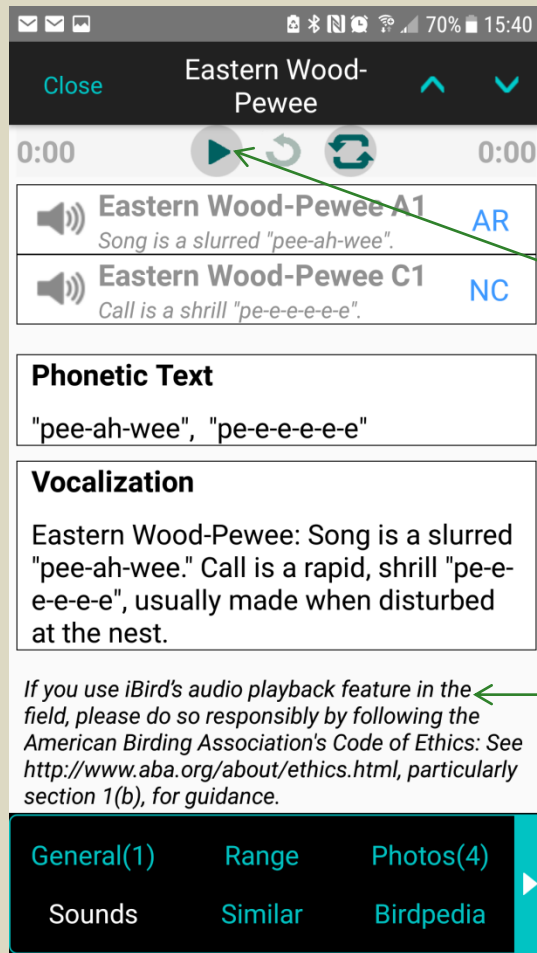 70% 15:40
Close
Eastern Wood-
Pewee
0:00
0:00
Eastern Wood-Pewee A1
Song is a slurred "pee-ah-wee".
AR
Eastern Wood-Pewee C1
Call is a shrill "pe-e-e-e-e-e".
NC
Phonetic Text
"pee-ah-wee", "pe-e-e-e-e-e"
Vocalization
Eastern Wood-Pewee: Song is a slurred
"pee-ah-wee." Call is a rapid, shrill "pe-e-
e-e-e-e", usually made when disturbed
at the nest.
If you use iBird's audio playback feature in the
field, please do so responsibly by following the
American Birding Association's Code of Ethics: See
http://www.aba.org/about/ethics.html, particularly
section 1(b), for guidance.
General(1) Range Photos(4)
Sounds Similar Birdpedia